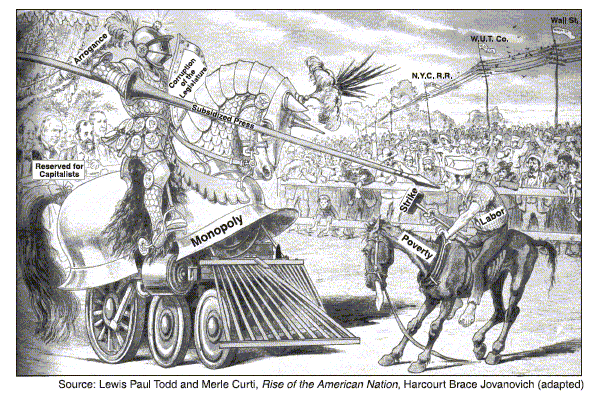 Wall St.
W.U.T. Co.
N.Y.C. R.R.
Arrogance
Corruption
of the
Legislature
Subsidized Press
Reserved for
Capitalists
Monopoly
Strike
Labor
Poverty
Source: Lewis Paul Todd and Merle Curti, Rise of the American Nation, Harcourt Brace Jovanovich (adapted)